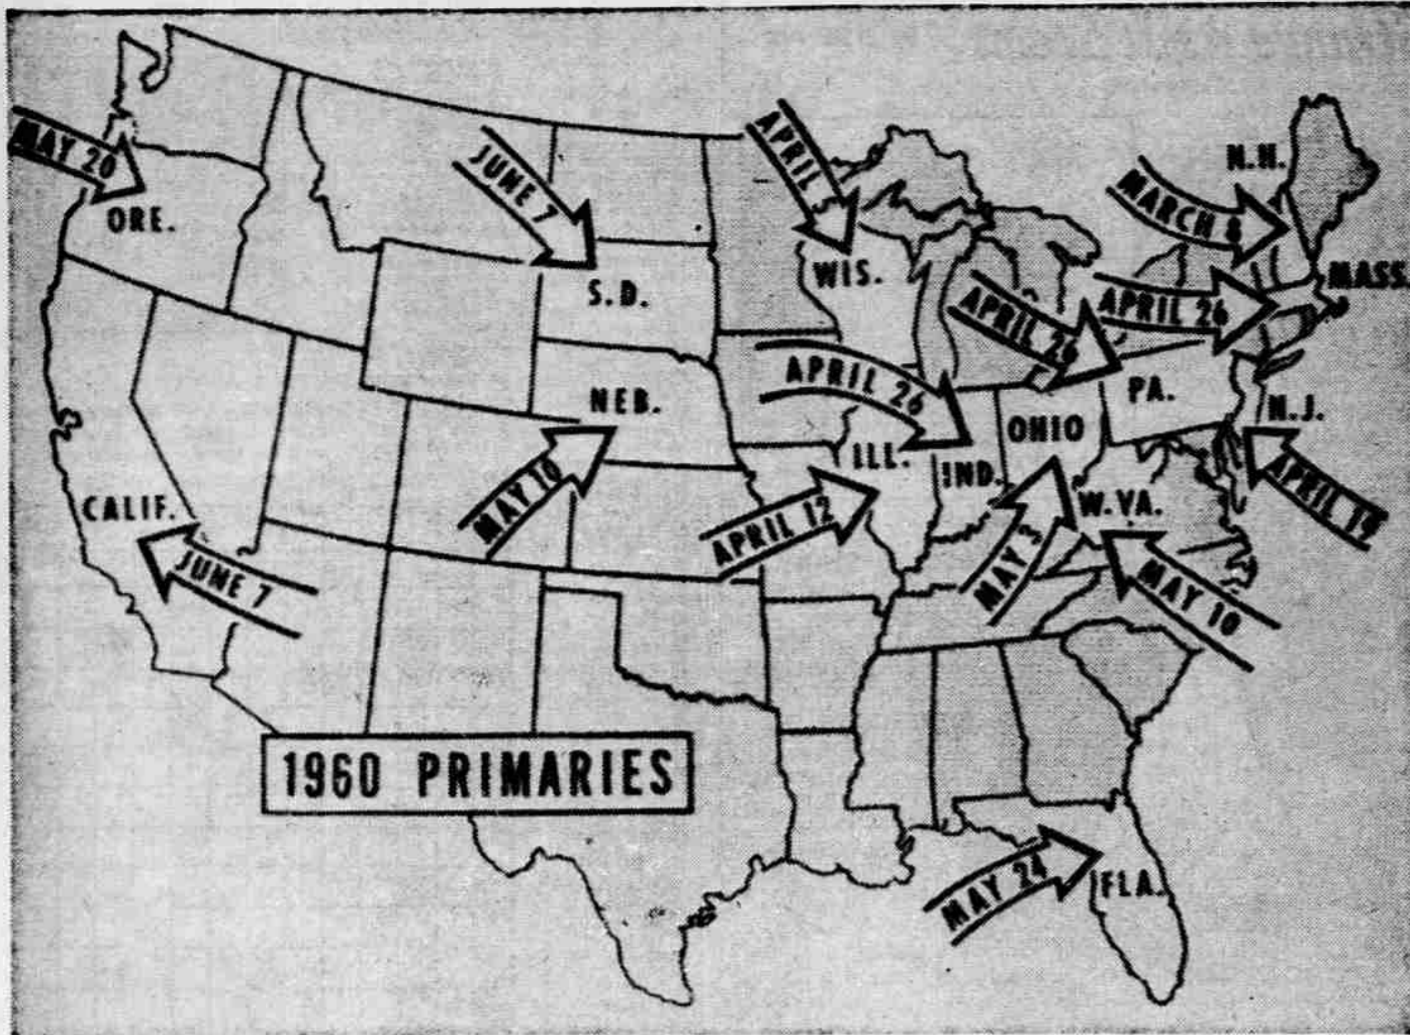 MAY 20
ORE.
JUNE 7
S.D.
APRIL
WIS.
N.H.
MARCH 8
MASS.
APRIL 26
APRIL 26
PA.
APRIL 26
IND.
OHIO
N.J.
APRIL 19
NEB.
MAY 10
ILL.
APRIL 12
MAY 3
W.VA.
MAY 10
CALIF.
JUNE 7
1960 PRIMARIES
MAY 24
FLA.